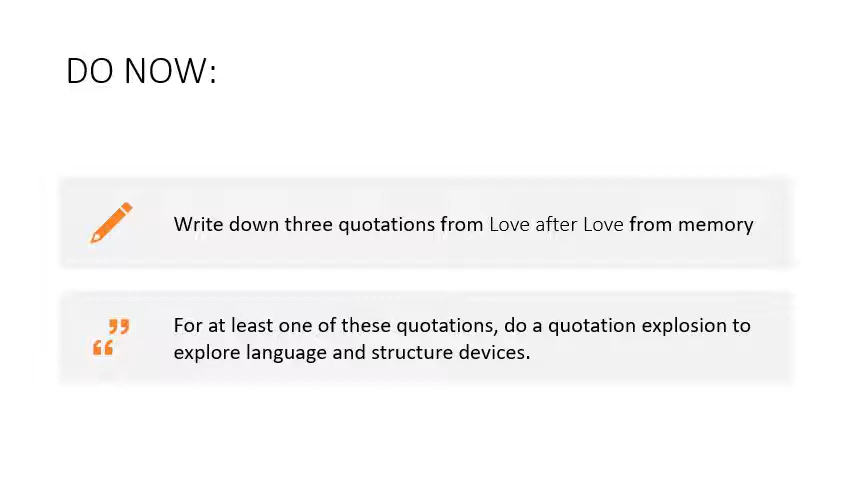 DO NOW:
Write down three quotations from Love after Love from memory
For at least one of these quotations, do a quotation explosion to
explore language and structure devices.